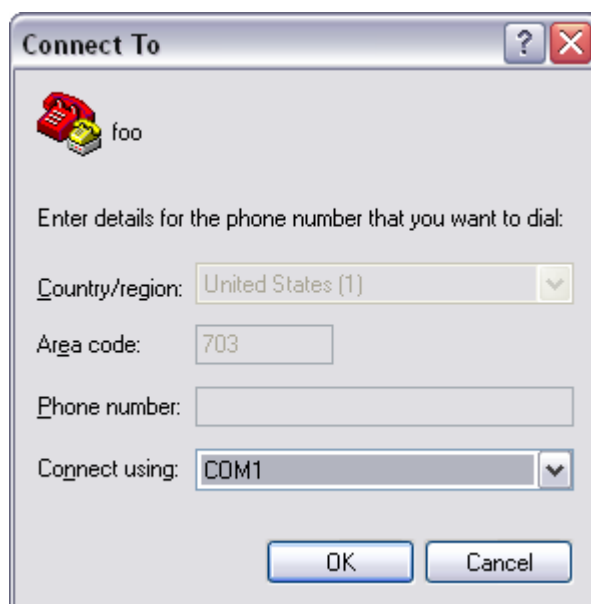 Connect To
foo
Enter details for the phone number that you want to dial:
Country/region: United States (1)
Area code: 703
Phone number:
Connect using: COM1
OK Cancel